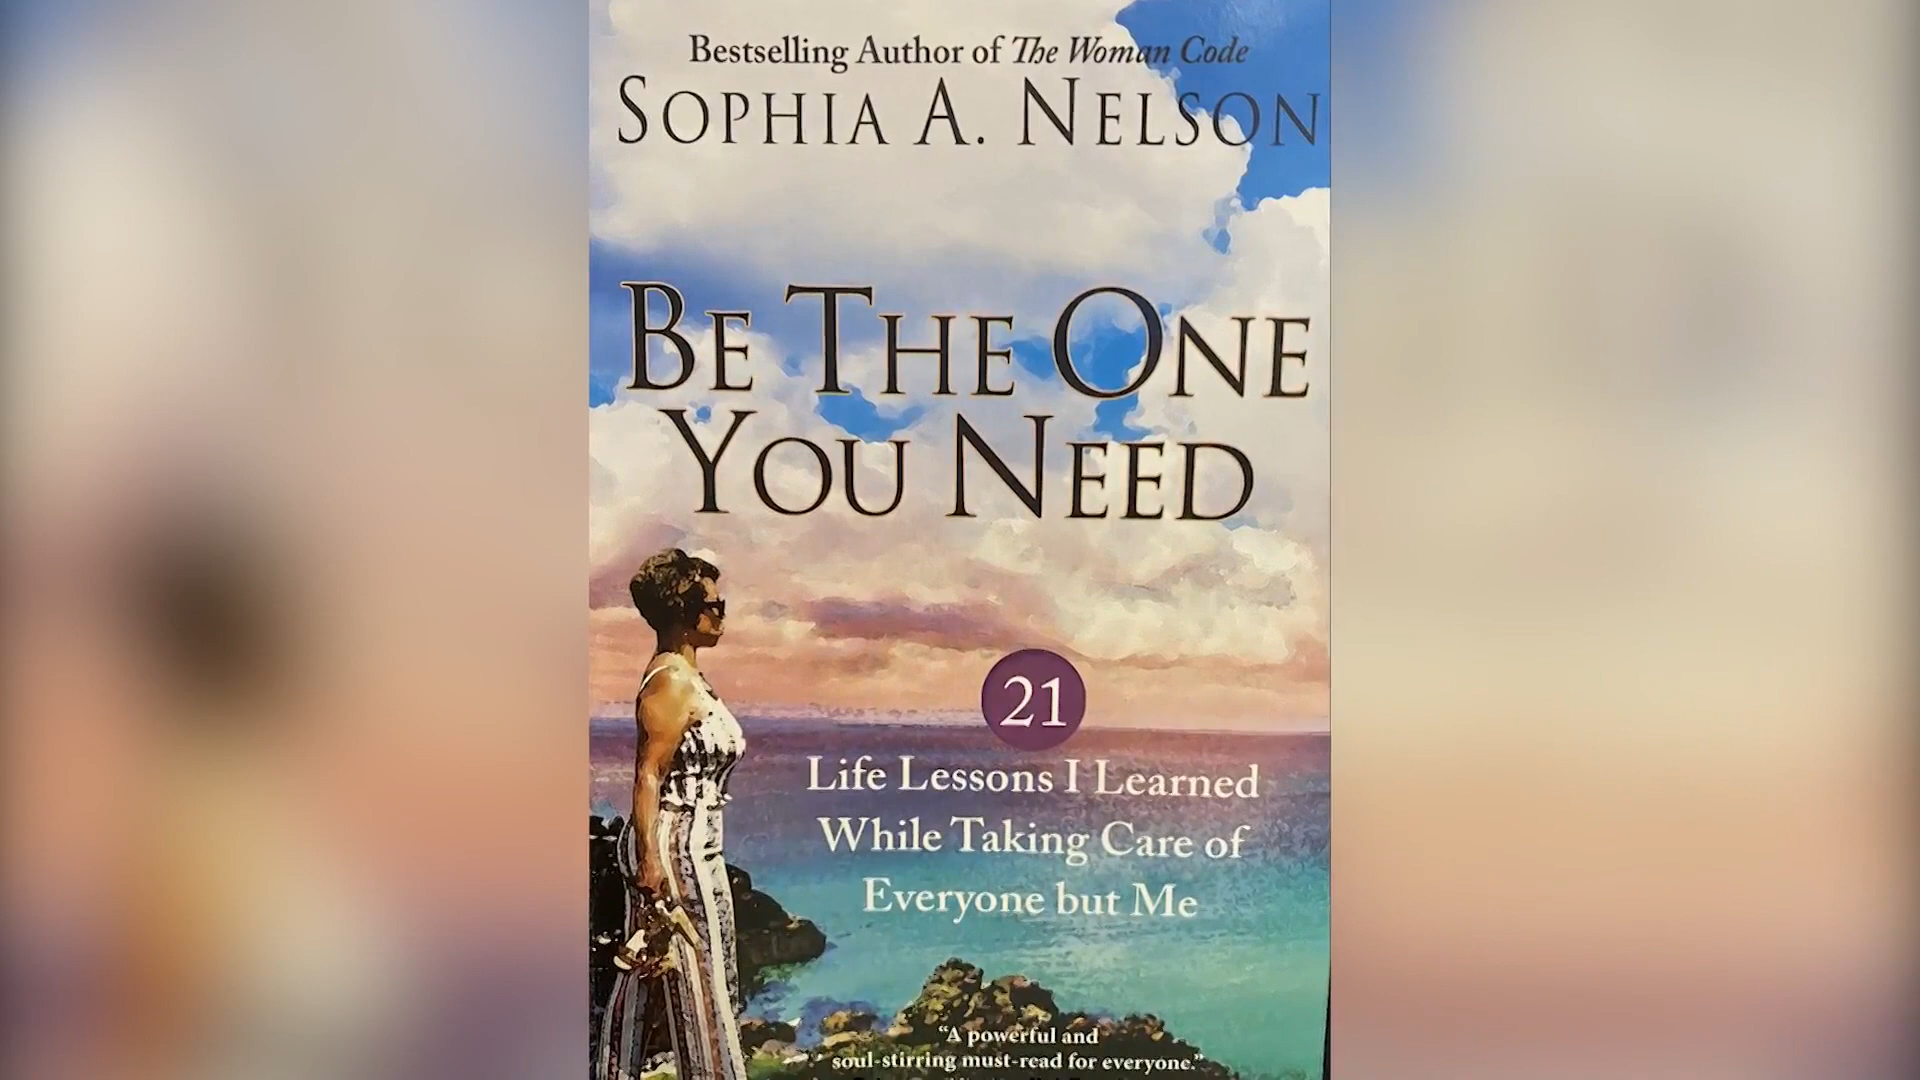 Bestselling Author of The Woman Code
SOPHIA A. NELSON
BE THE ONE
YOU NEED
21
Life Lessons I Learned
While Taking Care of
Everyone but Me
“A powerful and
soul-stirring must-read for everyone.”